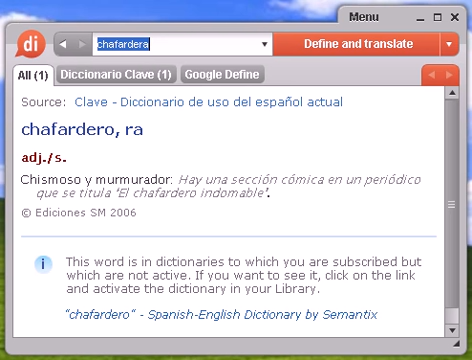 Menu
di
chafardera
Define and translate
All (1)
Diccionario Clave (1)
Google Define
Source: Clave - Diccionario de uso del español actual
chafardero, ra
adj./s.
Chismoso y murmurador: Hay una sección cómica en un periódico
que se titula 'El chafardero indomable'.
© Ediciones SM 2006
i
This word is in dictionaries to which you are subscribed but
which are not active. If you want to see it, click on the link
and activate the dictionary in your Library.
"chafardero" - Spanish-English Dictionary by Semantix